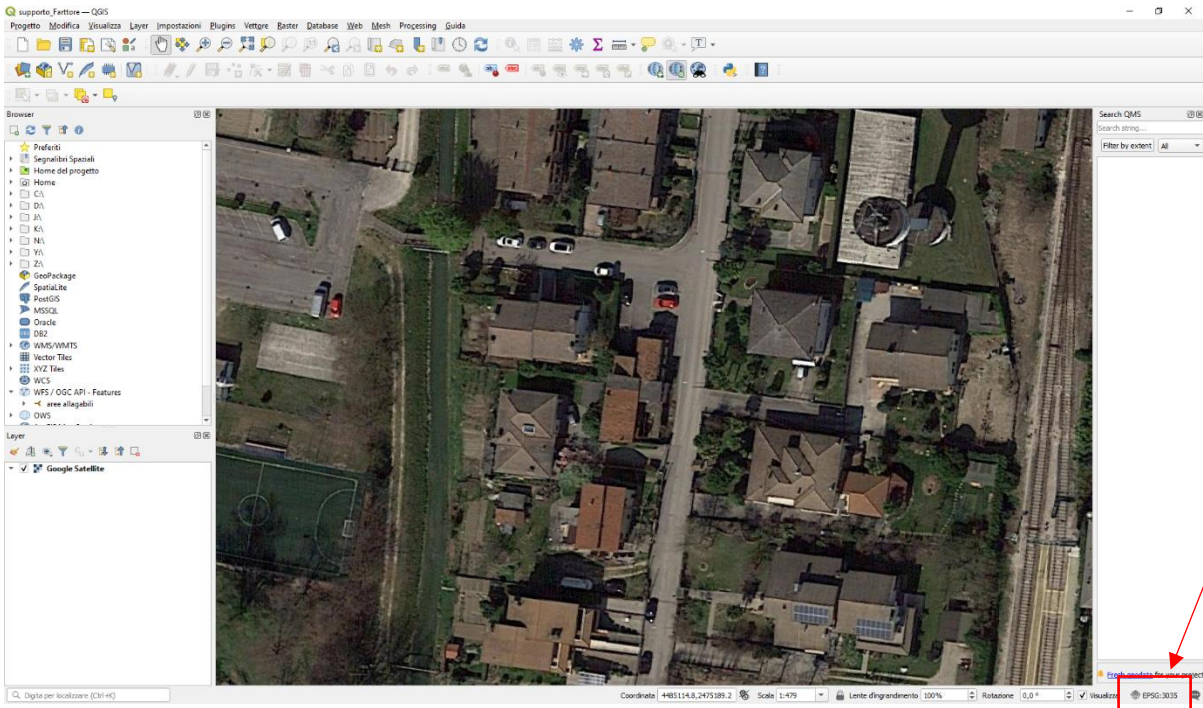 supporto_Farttore — QGIS
Progetto Modifica Visualizza Layer Impostazioni Plugins Vettore Raster Database Web Mesh Processing Guida
Browser
Preferiti
Segnalibri Spaziali
Home del progetto
Home
C:\
D:\
J:\
K:\
N:\
Y:\
Z:\
GeoPackage
SpatiaLite
PostGIS
MSSQL
Oracle
DB2
WMS/WMTS
Vector Tiles
XYZ Tiles
WCS
WFS / OGC API - Features
aree allagabili
OWS
Layer
Google Satellite
Search QMS
Search string...
Filter by extent All
Fresh geodata for your project
Digita per localizzare (Ctrl+K)
Coordinata 4485114.8,2475189.2 Scala 1:479 Lente d'ingrandimento 100% Rotazione 0,0 ° Visualizza EPSG:3035